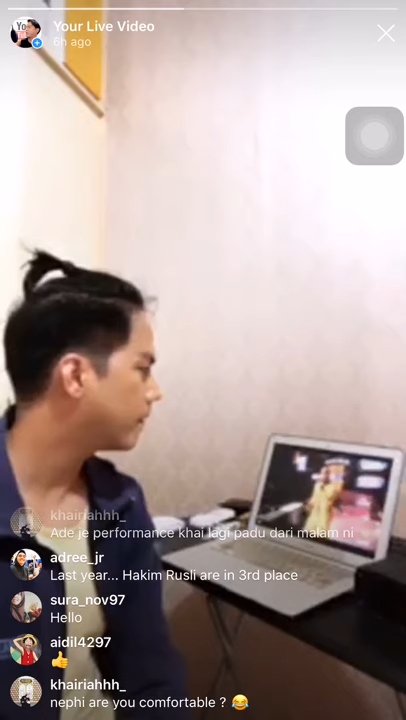 Yo
Your Live Video
6h ago
khairiahhh_
Ade je performance khai lagi padu dari malam ni
adree_jr
Last year... Hakim Rusli are in 3rd place
sura_nov97
Hello
aidil4297
👍
khairiahhh_
nephi are you comfortable ? 😂